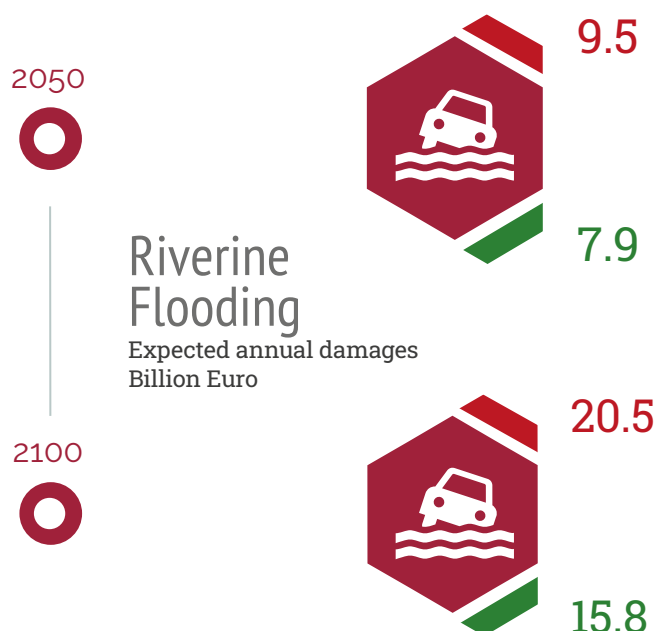 2050
9.5
7.9
Riverine
Flooding
Expected annual damages
Billion Euro
2100
20.5
15.8